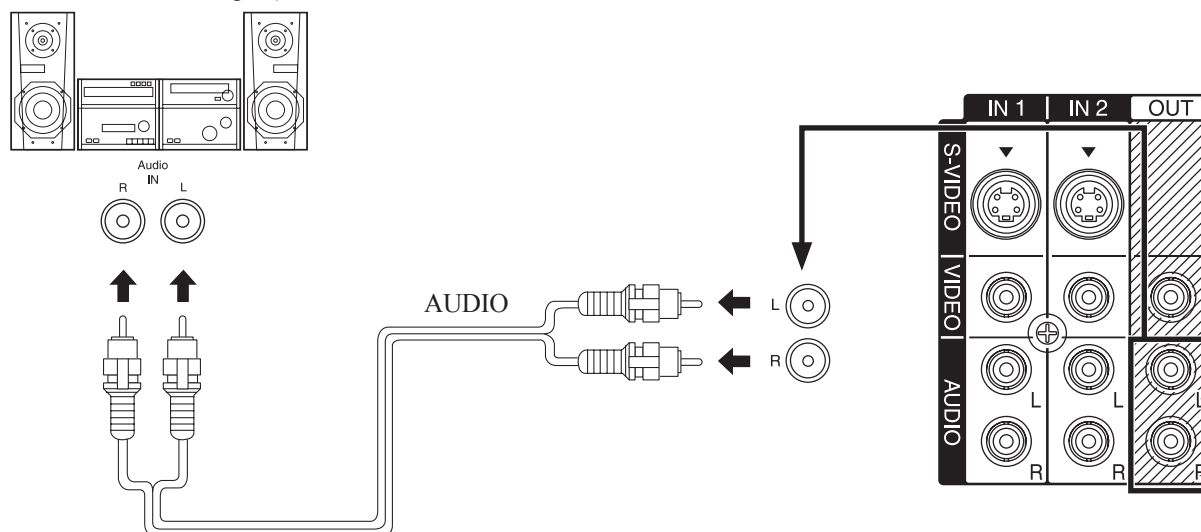 Audio
IN
R L
AUDIO
L
R
IN 1 IN 2 OUT
S-VIDEO
VIDEO
AUDIO
L L
R R